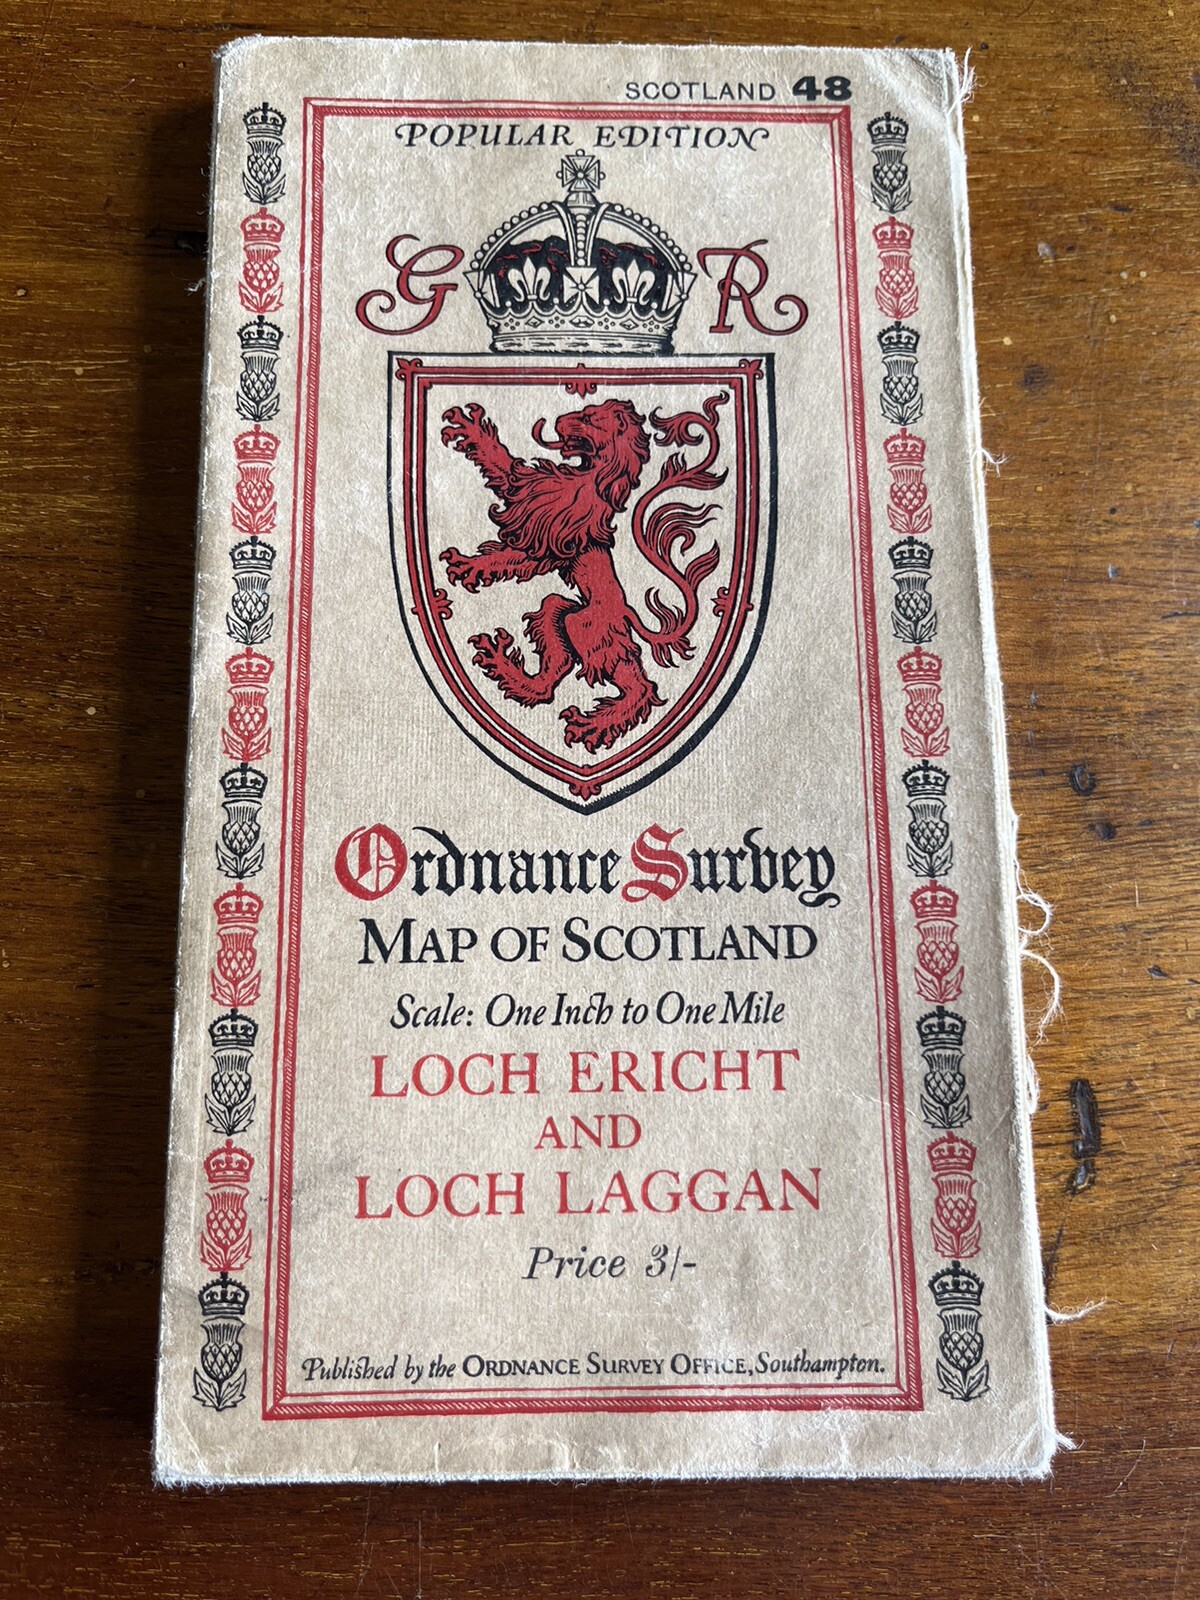 SCOTLAND 48
POPULAR EDITION
G R
Ordnance Survey
MAP OF SCOTLAND
Scale: One Inch to One Mile
LOCH ERICHT
AND
LOCH LAGGAN
Price 3/-
Published by the ORDNANCE SURVEY OFFICE, Southampton.